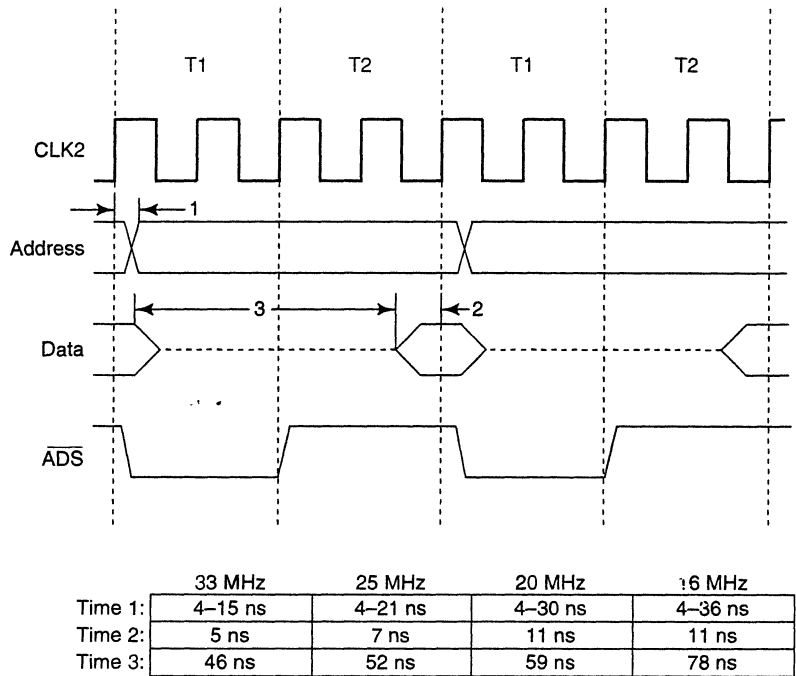 T1 T2 T1 T2
CLK2
1
Address
3 2
Data
ADS
33 MHz 25 MHz 20 MHz 16 MHz
Time 1: 4–15 ns 4–21 ns 4–30 ns 4–36 ns
Time 2: 5 ns 7 ns 11 ns 11 ns
Time 3: 46 ns 52 ns 59 ns 78 ns